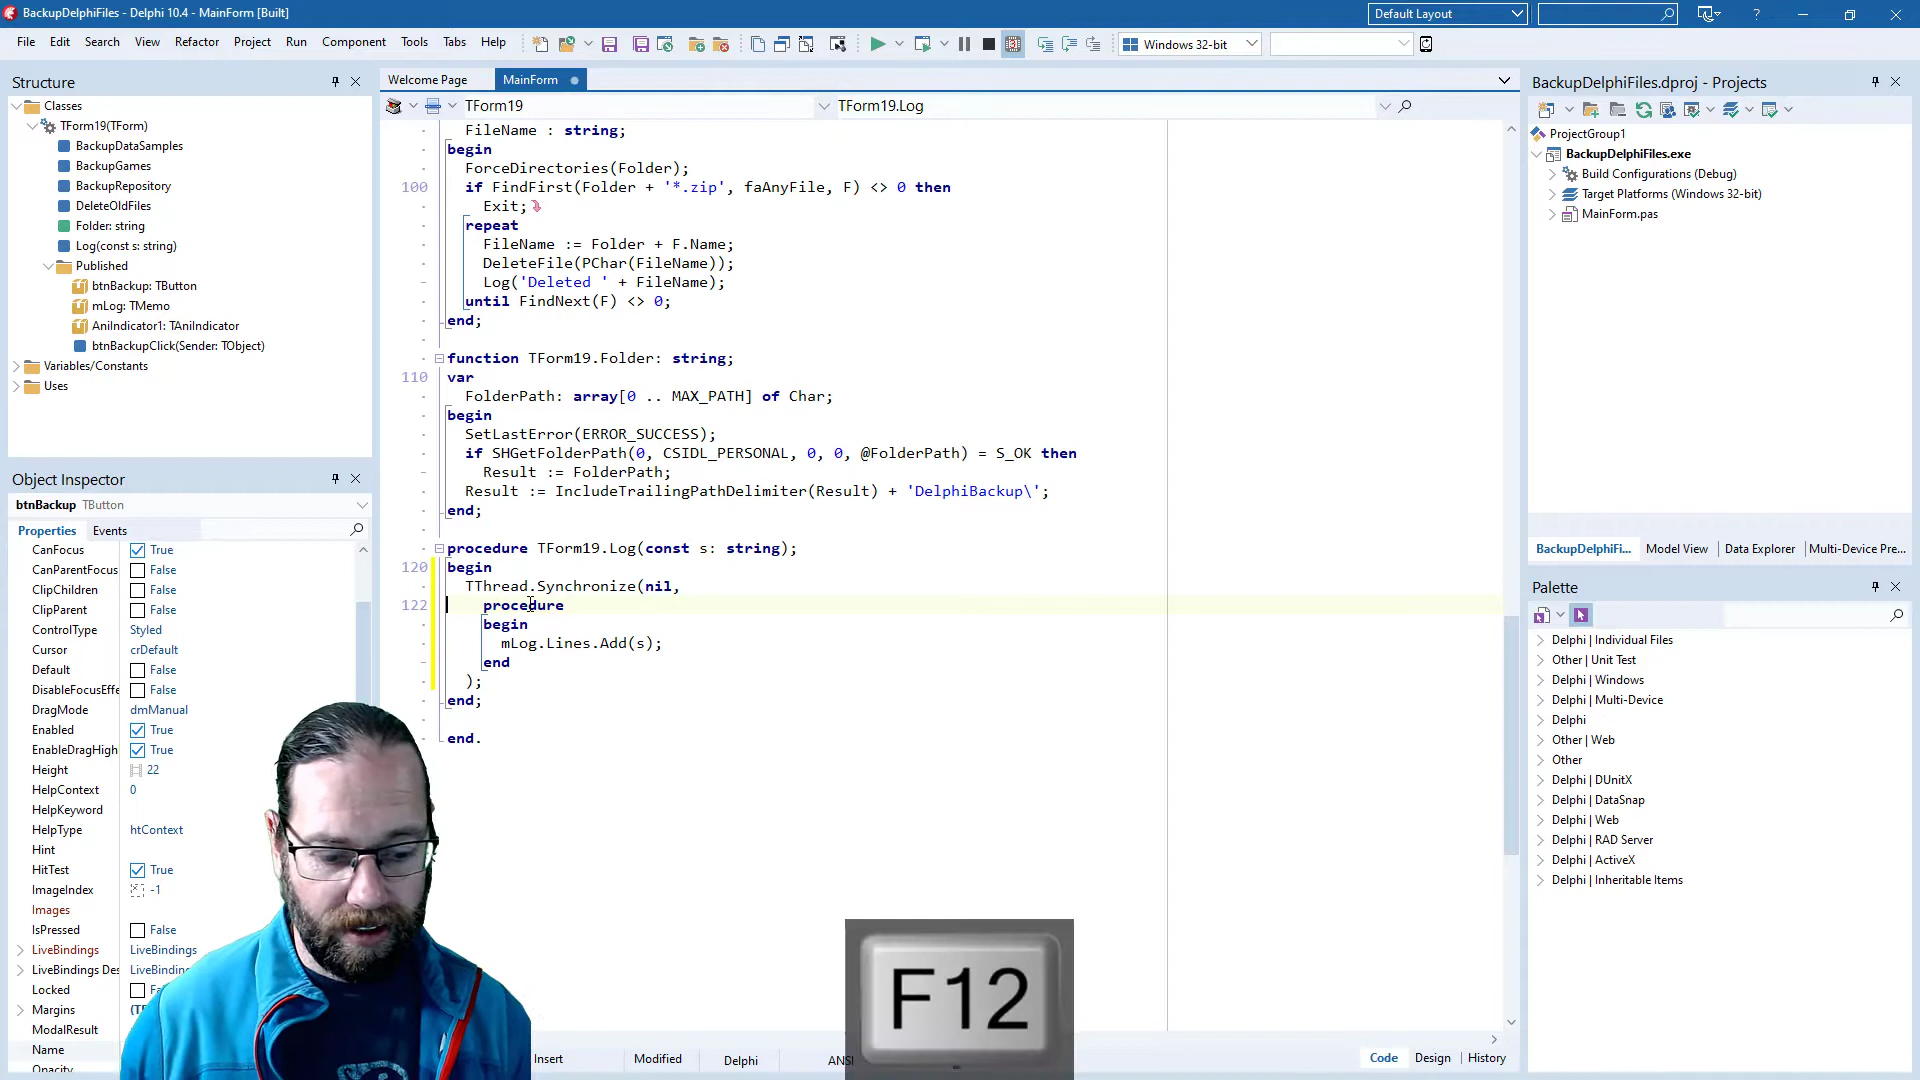 BackupDelphiFiles - Delphi 10.4 - MainForm [Built]
Default Layout
File Edit Search View Refactor Project Run Component Tools Tabs Help
Windows 32-bit
Structure
Classes
TForm19(TForm)
BackupDataSamples
BackupGames
BackupRepository
DeleteOldFiles
Folder: string
Log(const s: string)
Published
btnBackup: TButton
mLog: TMemo
AniIndicator1: TAniIndicator
btnBackupClick(Sender: TObject)
Variables/Constants
Uses
Object Inspector
btnBackup TButton
Properties Events
CanFocus True
CanParentFocus False
ClipChildren False
ClipParent False
ControlType Styled
Cursor crDefault
Default False
DisableFocusEffe False
DragMode dmManual
Enabled True
EnableDragHigh True
Height 22
HelpContext 0
HelpKeyword
HelpType htContext
Hint
HitTest True
ImageIndex -1
Images
IsPressed False
LiveBindings LiveBindings
LiveBindings Des LiveBinding
Locked
Margins
ModalResult
Name
Opacity
Welcome Page MainForm
TForm19 TForm19.Log
FileName : string;
begin
ForceDirectories(Folder);
100 if FindFirst(Folder + '*.zip', faAnyFile, F) <> 0 then
Exit;
repeat
FileName := Folder + F.Name;
DeleteFile(PChar(FileName));
Log('Deleted ' + FileName);
until FindNext(F) <> 0;
end;
function TForm19.Folder: string;
110 var
FolderPath: array[0 .. MAX_PATH] of Char;
begin
SetLastError(ERROR_SUCCESS);
if SHGetFolderPath(0, CSIDL_PERSONAL, 0, 0, @FolderPath) = S_OK then
Result := FolderPath;
Result := IncludeTrailingPathDelimiter(Result) + 'DelphiBackup\';
end;
procedure TForm19.Log(const s: string);
120 begin
TThread.Synchronize(nil,
122 procedure
begin
mLog.Lines.Add(s);
end
);
end;
end.
F12
Insert Modified Delphi ANSI
Code Design History
BackupDelphiFiles.dproj - Projects
ProjectGroup1
BackupDelphiFiles.exe
Build Configurations (Debug)
Target Platforms (Windows 32-bit)
MainForm.pas
BackupDelphiFi... Model View Data Explorer Multi-Device Pre...
Palette
Delphi | Individual Files
Other | Unit Test
Delphi | Windows
Delphi | Multi-Device
Delphi
Other | Web
Other
Delphi | DUnitX
Delphi | DataSnap
Delphi | Web
Delphi | RAD Server
Delphi | ActiveX
Delphi | Inheritable Items